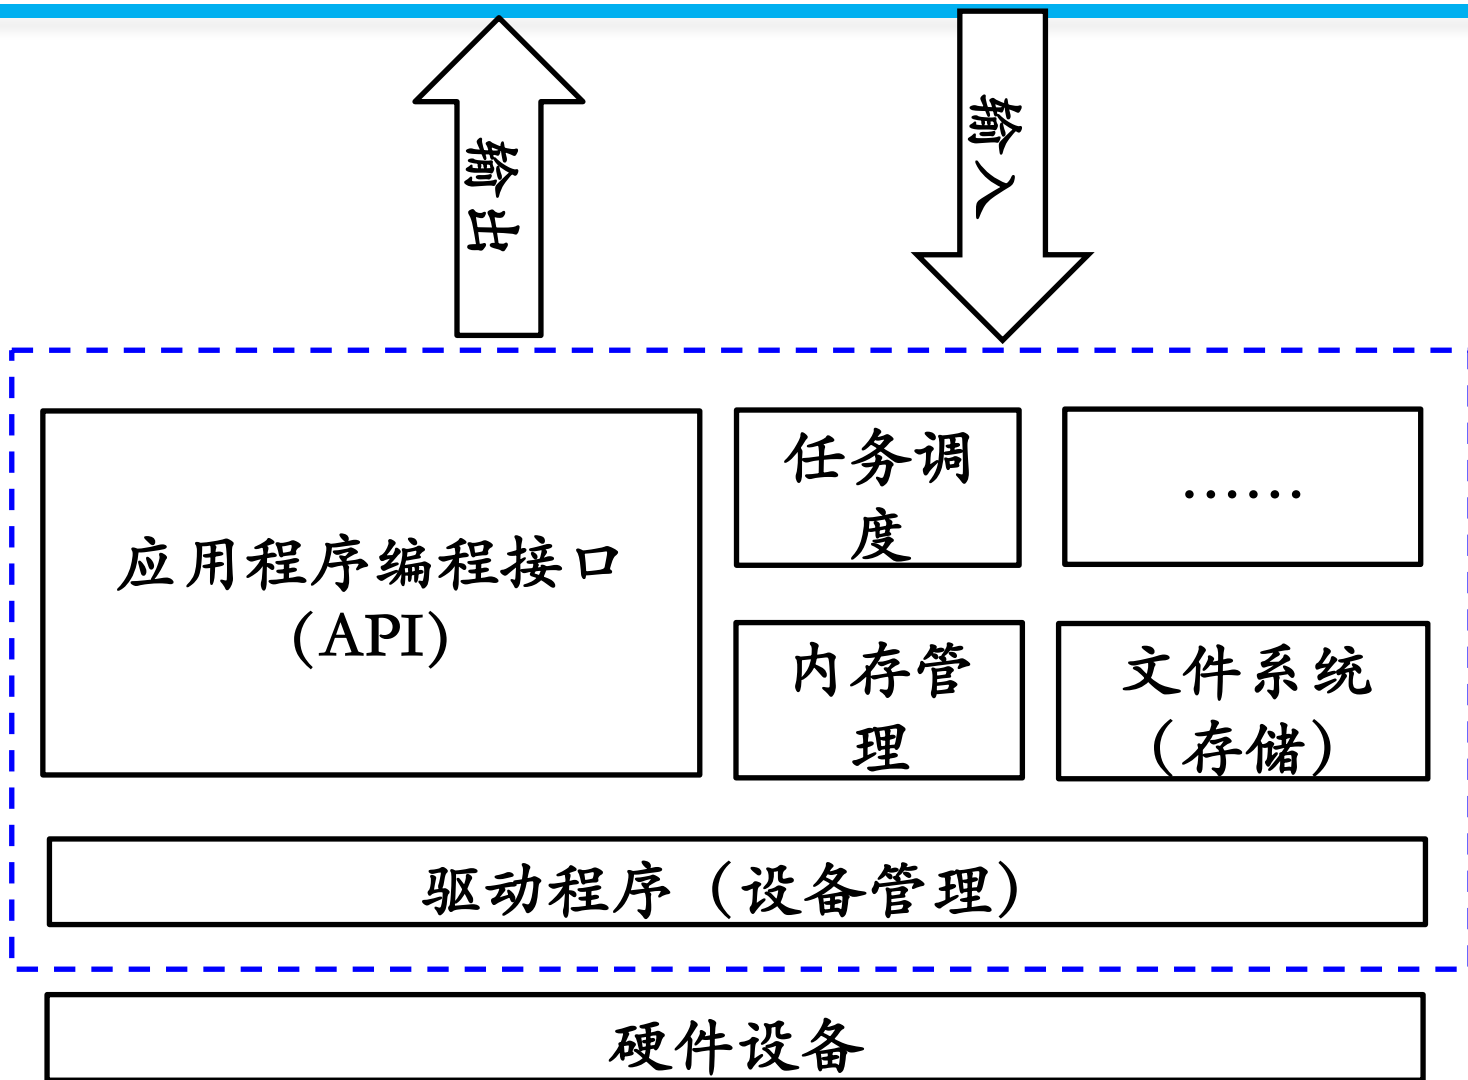 输出
输入
应用程序编程接口
(API)
任务调
度
……
内存管
理
文件系统
(存储)
驱动程序(设备管理)
硬件设备